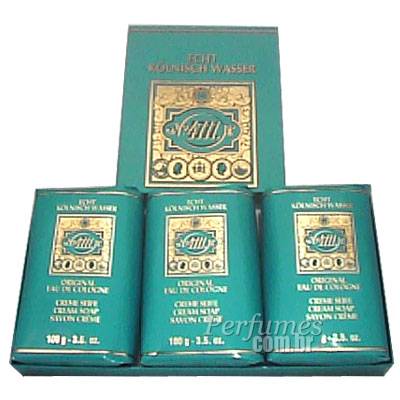 ECHT
KÖLNISCH WASSER
Nº 4711.
ECHT
KÖLNISCH WASSER
4711
ORIGINAL
EAU DE COLOGNE
CREME SEIFE
CREAM SOAP
SAVON CRÈME
100 g - 3.5. oz.
ECHT
KÖLNISCH WASSER
4711
ORIGINAL
EAU DE COLOGNE
CREME SEIFE
CREAM SOAP
SAVON CRÈME
100 g - 3.5. oz.
ECHT
KÖLNISCH WASSER
4711
ORIGINAL
EAU DE COLOGNE
CREME SEIFE
CREAM SOAP
SAVON CRÈME
g - 3.5. oz.
Perfumes
com.br